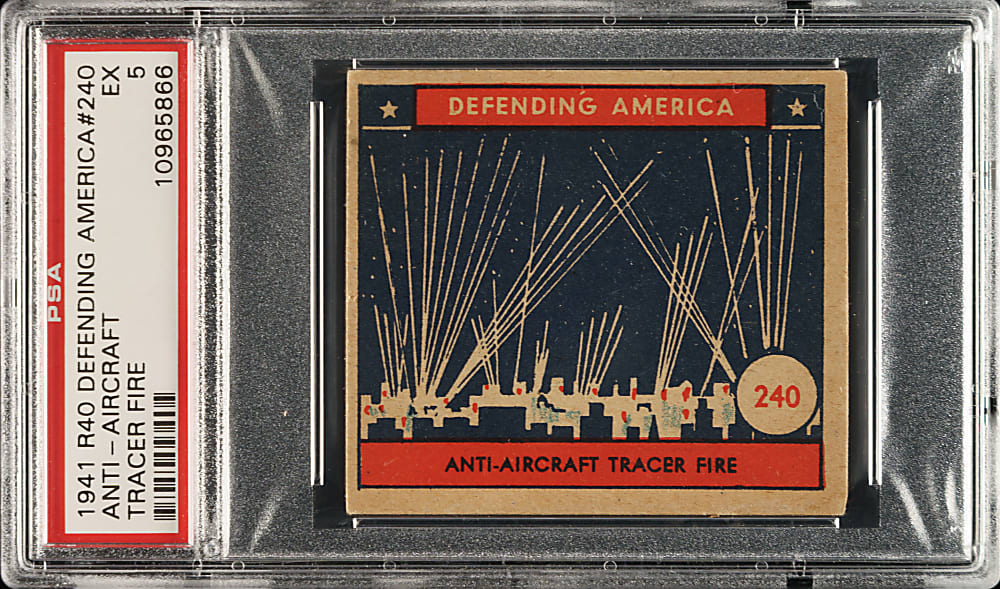 PSA
1941 R40 DEFENDING AMERICA#240
ANTI-AIRCRAFT EX
TRACER FIRE 5
10965866
DEFENDING AMERICA
240
ANTI-AIRCRAFT TRACER FIRE